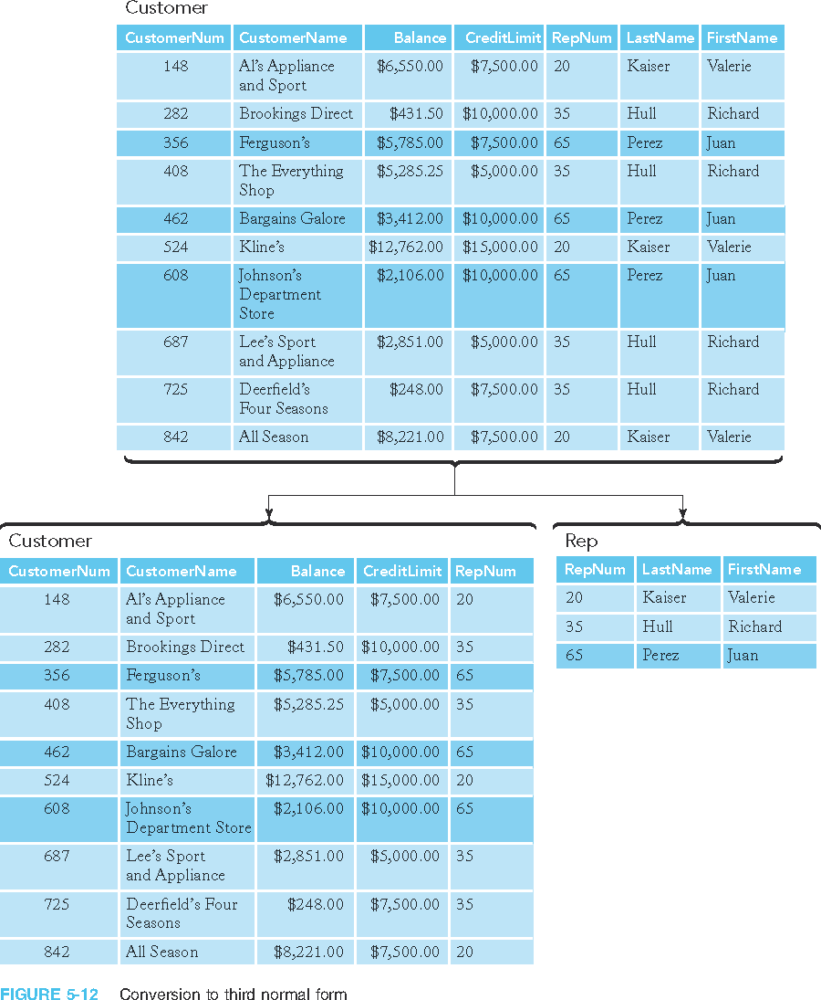 Customer
CustomerNum CustomerName Balance CreditLimit RepNum LastName FirstName
148 Al’s Appliance $6,550.00 $7,500.00 20 Kaiser Valerie
and Sport
282 Brookings Direct $431.50 $10,000.00 35 Hull Richard
356 Ferguson’s $5,785.00 $7,500.00 65 Perez Juan
408 The Everything $5,285.25 $5,000.00 35 Hull Richard
Shop
462 Bargains Galore $3,412.00 $10,000.00 65 Perez Juan
524 Kline’s $12,762.00 $15,000.00 20 Kaiser Valerie
608 Johnson’s $2,106.00 $10,000.00 65 Perez Juan
Department
Store
687 Lee’s Sport $2,851.00 $5,000.00 35 Hull Richard
and Appliance
725 Deerfield’s $248.00 $7,500.00 35 Hull Richard
Four Seasons
842 All Season $8,221.00 $7,500.00 20 Kaiser Valerie
Customer
CustomerNum CustomerName Balance CreditLimit RepNum
148 Al’s Appliance $6,550.00 $7,500.00 20
and Sport
282 Brookings Direct $431.50 $10,000.00 35
356 Ferguson’s $5,785.00 $7,500.00 65
408 The Everything $5,285.25 $5,000.00 35
Shop
462 Bargains Galore $3,412.00 $10,000.00 65
524 Kline’s $12,762.00 $15,000.00 20
608 Johnson’s $2,106.00 $10,000.00 65
Department Store
687 Lee’s Sport $2,851.00 $5,000.00 35
and Appliance
725 Deerfield’s Four $248.00 $7,500.00 35
Seasons
842 All Season $8,221.00 $7,500.00 20
Rep
RepNum LastName FirstName
20 Kaiser Valerie
35 Hull Richard
65 Perez Juan
FIGURE 5-12 Conversion to third normal form